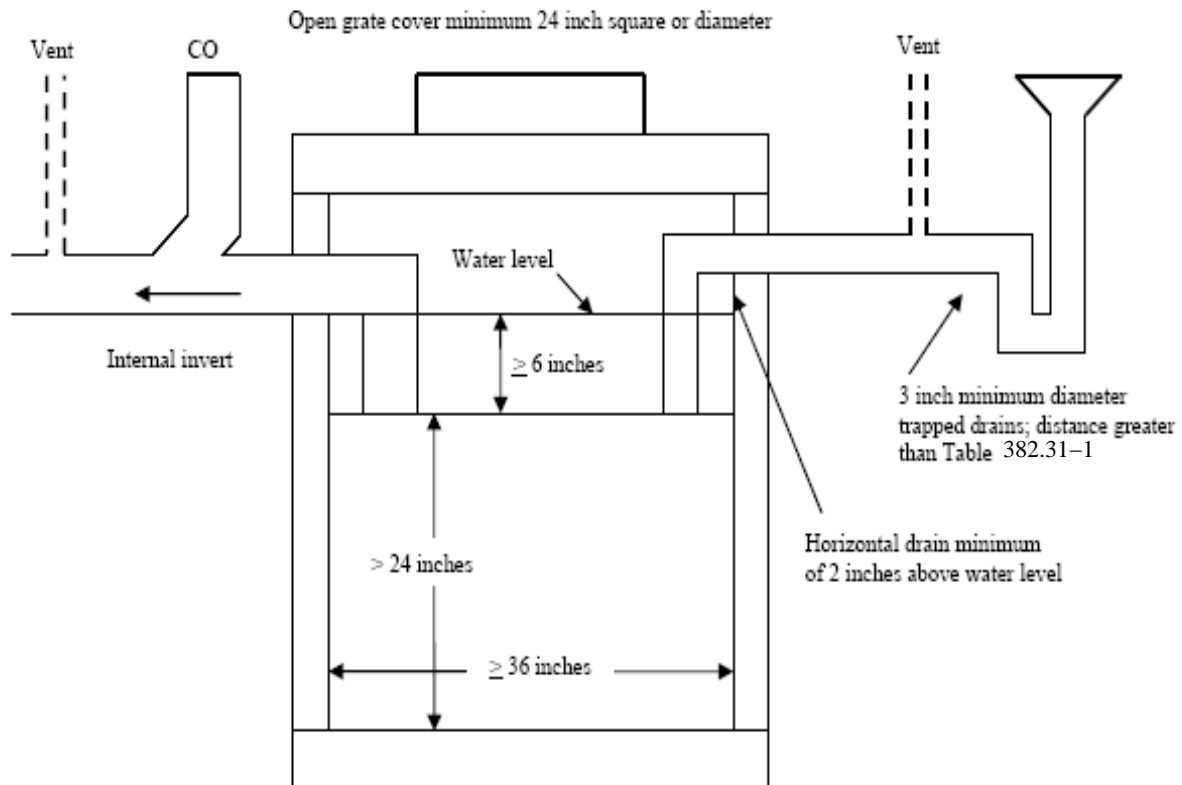 Open grate cover minimum 24 inch square or diameter
Vent
CO
Vent
Water level
Internal invert
≥ 6 inches
3 inch minimum diameter
trapped drains; distance greater
than Table 382.31–1
Horizontal drain minimum
of 2 inches above water level
> 24 inches
≥ 36 inches